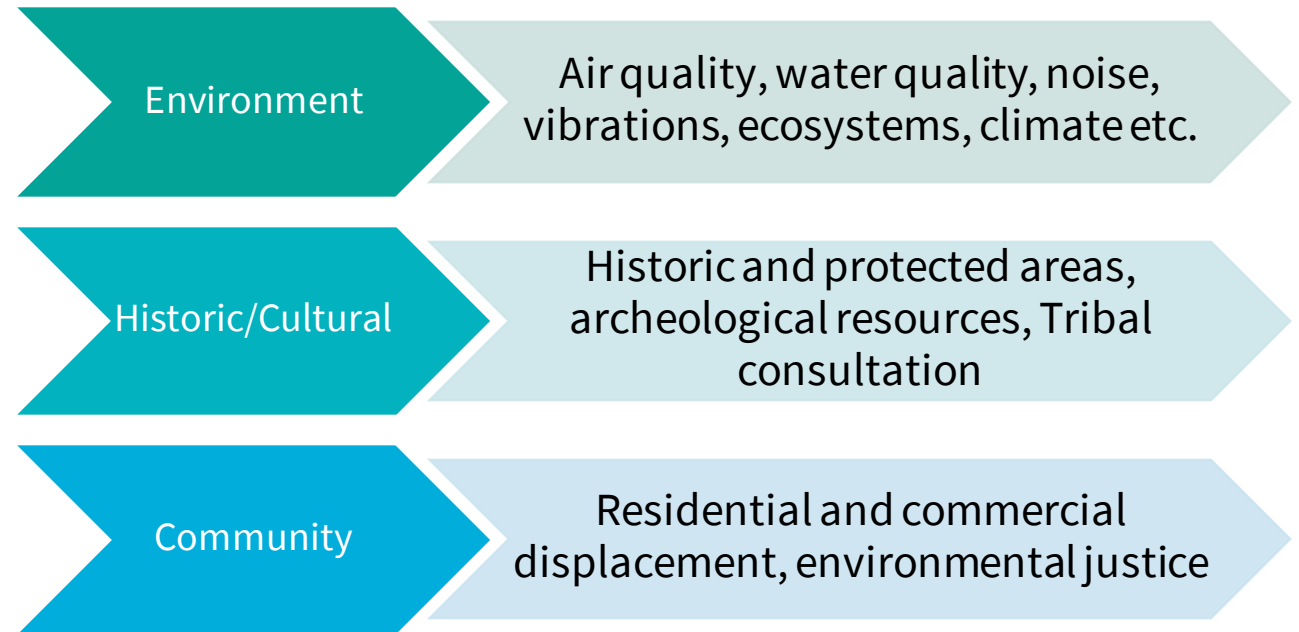 Environment
Air quality, water quality, noise,
vibrations, ecosystems, climate etc.
Historic/Cultural
Historic and protected areas,
archeological resources, Tribal
consultation
Community
Residential and commercial
displacement, environmental justice